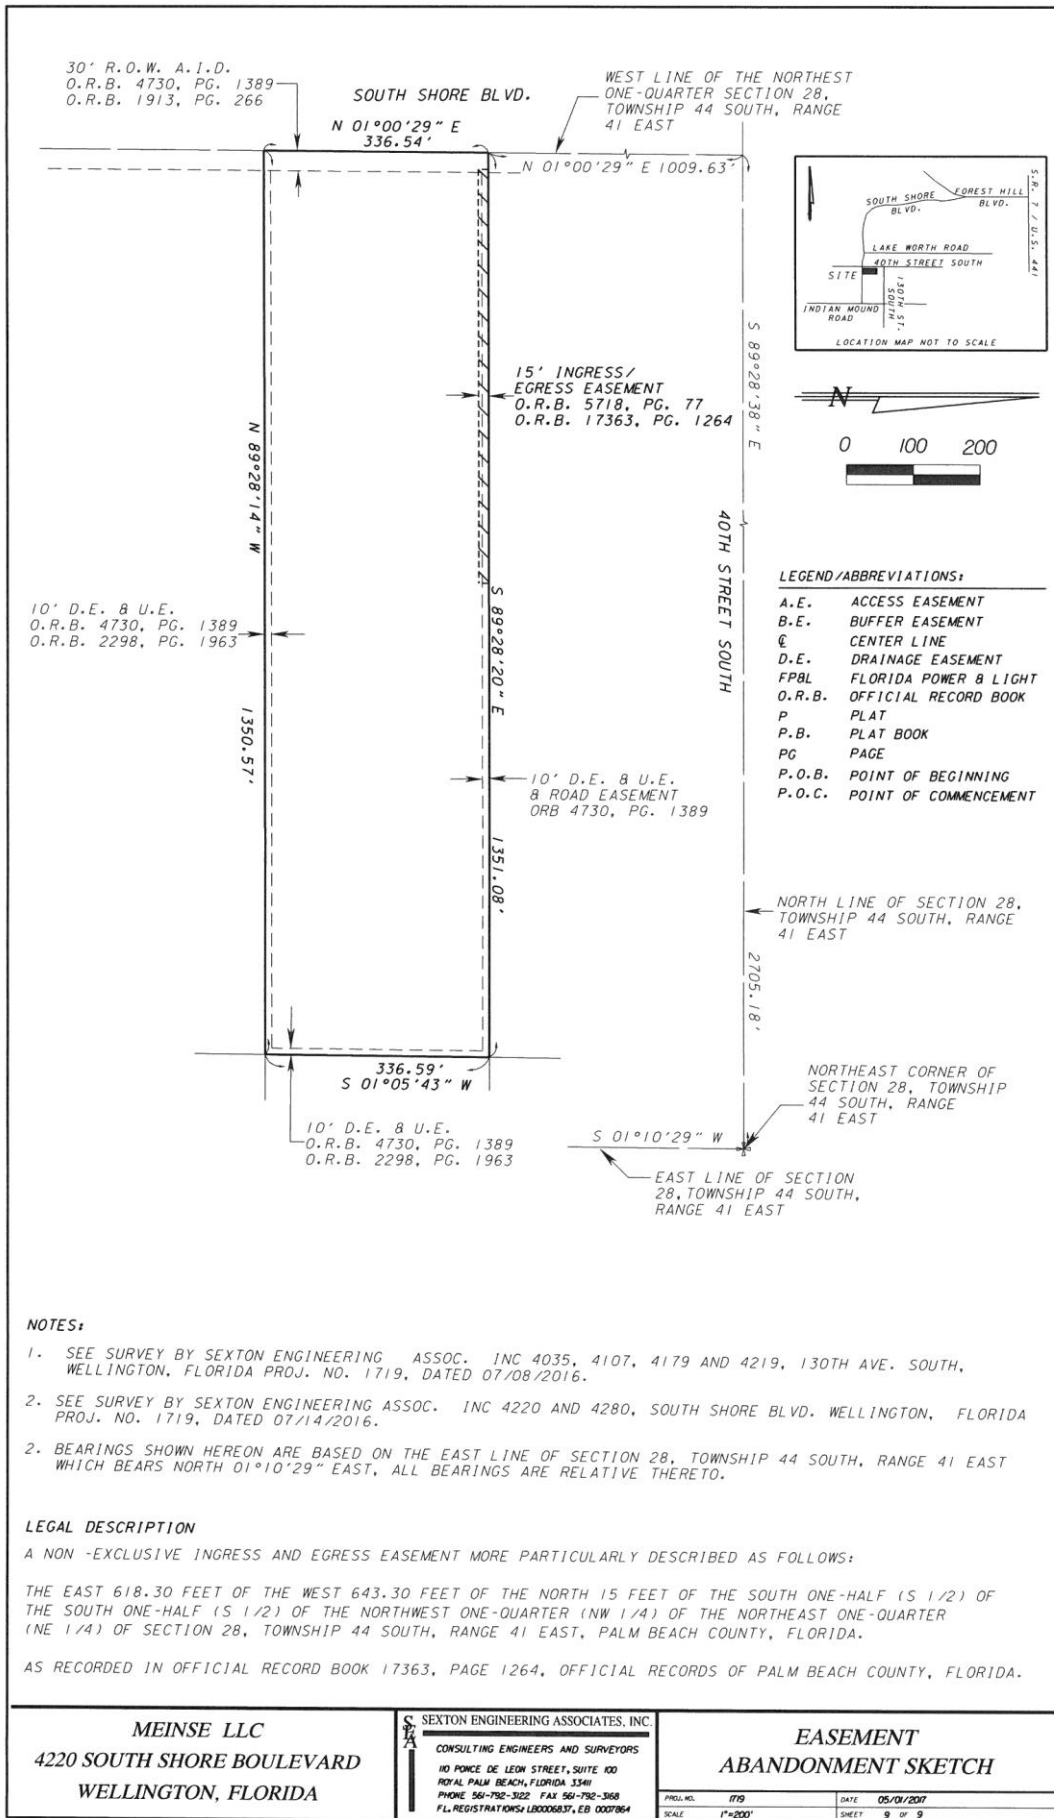 30' R.O.W. A.I.D.
O.R.B. 4730, PG. 1389
O.R.B. 1913, PG. 266
SOUTH SHORE BLVD.
N 01°00'29" E
336.54'
WEST LINE OF THE NORTHEST
ONE-QUARTER SECTION 28,
TOWNSHIP 44 SOUTH, RANGE
41 EAST
N 01°00'29" E 1009.63'
S.R. 7 / U.S. 441
SOUTH SHORE
BLVD.
FOREST HILL
BLVD.
LAKE WORTH ROAD
40TH STREET SOUTH
SITE
130TH ST.
SOUTH
INDIAN MOUND
ROAD
LOCATION MAP NOT TO SCALE
S 89°28'38" E
15' INGRESS/
EGRESS EASEMENT
O.R.B. 5718, PG. 77
O.R.B. 17363, PG. 1264
N
0 100 200
N 89°28'14" W
40TH STREET SOUTH
10' D.E. & U.E.
O.R.B. 4730, PG. 1389
O.R.B. 2298, PG. 1963
S 89°28'20" E
LEGEND/ABBREVIATIONS:
A.E. ACCESS EASEMENT
B.E. BUFFER EASEMENT
℄ CENTER LINE
D.E. DRAINAGE EASEMENT
FP&L FLORIDA POWER & LIGHT
O.R.B. OFFICIAL RECORD BOOK
P PLAT
P.B. PLAT BOOK
PG PAGE
P.O.B. POINT OF BEGINNING
P.O.C. POINT OF COMMENCEMENT
1350.57'
10' D.E. & U.E.
& ROAD EASEMENT
ORB 4730, PG. 1389
1351.08'
NORTH LINE OF SECTION 28,
TOWNSHIP 44 SOUTH, RANGE
41 EAST
2705.18'
336.59'
S 01°05'43" W
NORTHEAST CORNER OF
SECTION 28, TOWNSHIP
44 SOUTH, RANGE
41 EAST
10' D.E. & U.E.
O.R.B. 4730, PG. 1389
O.R.B. 2298, PG. 1963
S 01°10'29" W
EAST LINE OF SECTION
28, TOWNSHIP 44 SOUTH,
RANGE 41 EAST
NOTES:
1. SEE SURVEY BY SEXTON ENGINEERING ASSOC. INC 4035, 4107, 4179 AND 4219, 130TH AVE. SOUTH,
WELLINGTON, FLORIDA PROJ. NO. 1719, DATED 07/08/2016.
2. SEE SURVEY BY SEXTON ENGINEERING ASSOC. INC 4220 AND 4280, SOUTH SHORE BLVD. WELLINGTON, FLORIDA
PROJ. NO. 1719, DATED 07/14/2016.
2. BEARINGS SHOWN HEREON ARE BASED ON THE EAST LINE OF SECTION 28, TOWNSHIP 44 SOUTH, RANGE 41 EAST
WHICH BEARS NORTH 01°10'29" EAST, ALL BEARINGS ARE RELATIVE THERETO.
LEGAL DESCRIPTION
A NON -EXCLUSIVE INGRESS AND EGRESS EASEMENT MORE PARTICULARLY DESCRIBED AS FOLLOWS:
THE EAST 618.30 FEET OF THE WEST 643.30 FEET OF THE NORTH 15 FEET OF THE SOUTH ONE-HALF (S 1/2) OF
THE SOUTH ONE-HALF (S 1/2) OF THE NORTHWEST ONE-QUARTER (NW 1/4) OF THE NORTHEAST ONE-QUARTER
(NE 1/4) OF SECTION 28, TOWNSHIP 44 SOUTH, RANGE 41 EAST, PALM BEACH COUNTY, FLORIDA.
AS RECORDED IN OFFICIAL RECORD BOOK 17363, PAGE 1264, OFFICIAL RECORDS OF PALM BEACH COUNTY, FLORIDA.
MEINSE LLC
4220 SOUTH SHORE BOULEVARD
WELLINGTON, FLORIDA
SEA
SEXTON ENGINEERING ASSOCIATES, INC.
CONSULTING ENGINEERS AND SURVEYORS
110 PONCE DE LEON STREET, SUITE 100
ROYAL PALM BEACH, FLORIDA 33411
PHONE 561-792-3122 FAX 561-792-3168
FL. REGISTRATIONS: LB0006837, EB 0007864
EASEMENT
ABANDONMENT SKETCH
PROJ. NO. 1719 DATE 05/01/2017
SCALE 1"=200' SHEET 9 OF 9